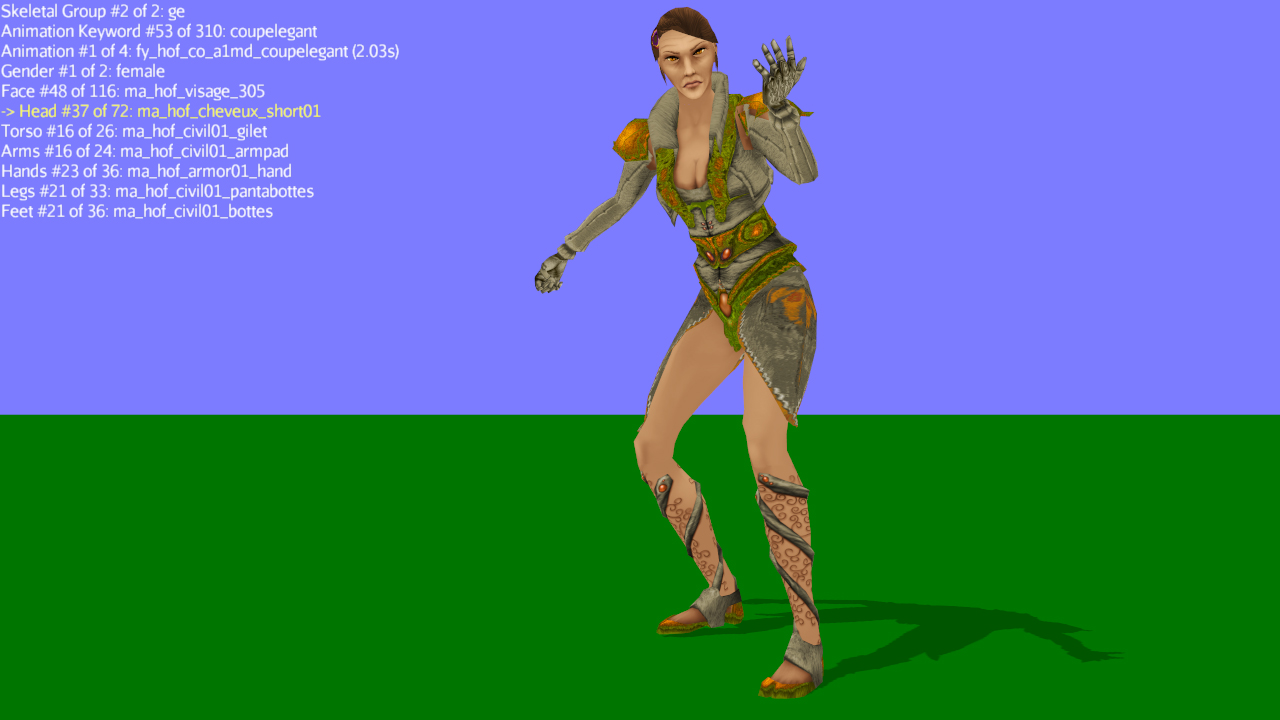 Skeletal Group #2 of 2: ge
Animation Keyword #53 of 310: coupelegant
Animation #1 of 4: fy_hof_co_a1md_coupelegant (2.03s)
Gender #1 of 2: female
Face #48 of 116: ma_hof_visage_305
-> Head #37 of 72: ma_hof_cheveux_short01
Torso #16 of 26: ma_hof_civil01_gilet
Arms #16 of 24: ma_hof_civil01_armpad
Hands #23 of 36: ma_hof_armor01_hand
Legs #21 of 33: ma_hof_civil01_pantabottes
Feet #21 of 36: ma_hof_civil01_bottes